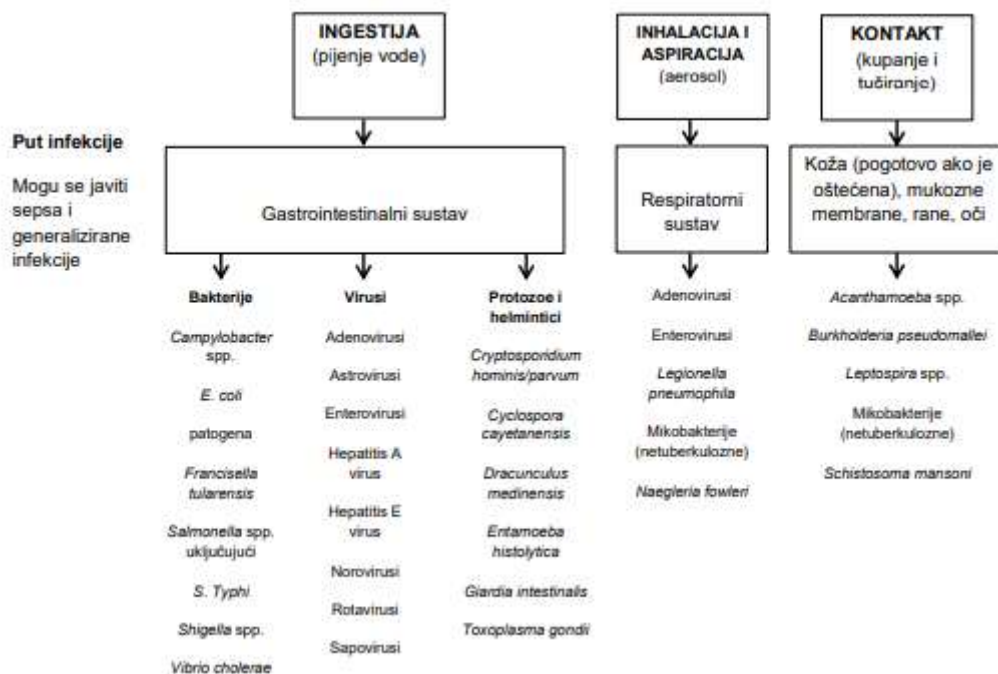 INGESTIJA
(pijenje vode)
INHALACIJA I
ASPIRACIJA
(aerosol)
KONTAKT
(kupanje i
tuširanje)
Put infekcije
Mogu se javiti
sepsa i
generalizirane
infekcije
Gastrointestinalni sustav
Respiratorni
sustav
Koža (pogotovo ako je
oštećena), mukozne
membrane, rane, oči
Bakterije
Campylobacter
spp.
E. coli
patogena
Francisella
tularensis
Salmonella spp.
uključujući
S. Typhi
Shigella spp.
Vibrio cholerae
Virusi
Adenovirusi
Astrovirusi
Enterovirusi
Hepatitis A
virus
Hepatitis E
virus
Norovirusi
Rotavirusi
Sapovirusi
Protozoe i
helmintici
Cryptosporidium
hominis/parvum
Cyclospora
cayetanensis
Dracunculus
medinensis
Entamoeba
histolytica
Giardia intestinalis
Toxoplasma gondii
Adenovirusi
Enterovirusi
Legionella
pneumophila
Mikobakterije
(netuberkulozne)
Naegleria fowleri
Acanthamoeba spp.
Burkholderia pseudomallei
Leptospira spp.
Mikobakterije
(netuberkulozne)
Schistosoma mansoni